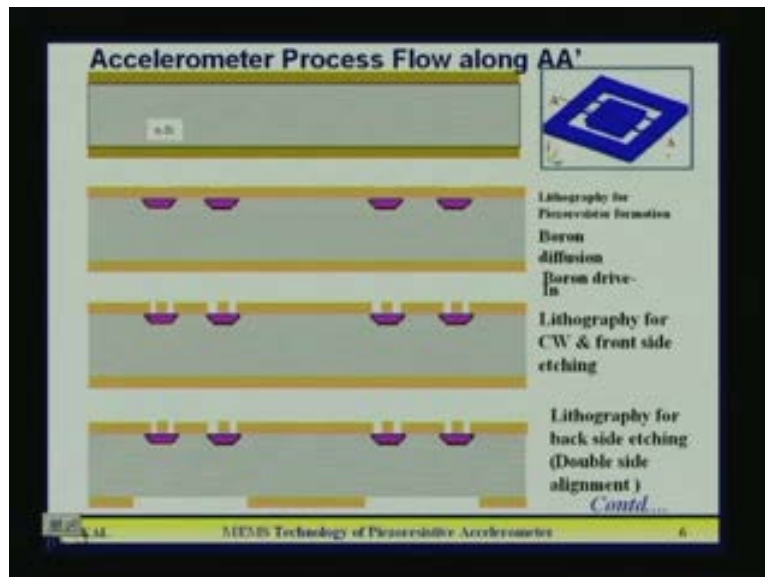 Accelerometer Process Flow along AA'
A'
A
Lithography for
Piezoresistor formation
Boron
diffusion
Boron drive-
In
Lithography for
CW & front side
etching
Lithography for
back side etching
(Double side
alignment )
Contd....
MEMS Technology of Piezoresistive Accelerometer
6